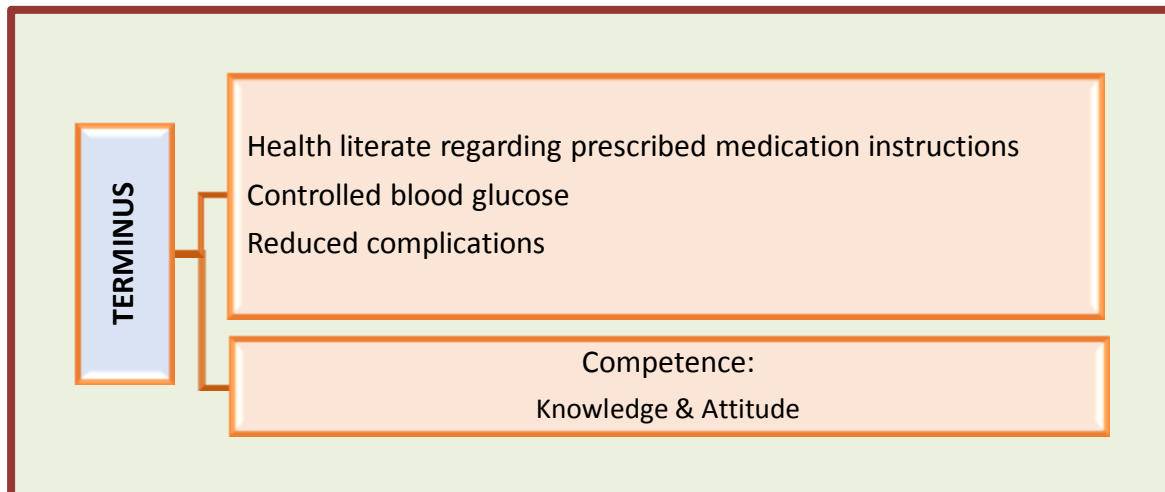 TERMINUS
Health literate regarding prescribed medication instructions
Controlled blood glucose
Reduced complications
Competence:
Knowledge & Attitude